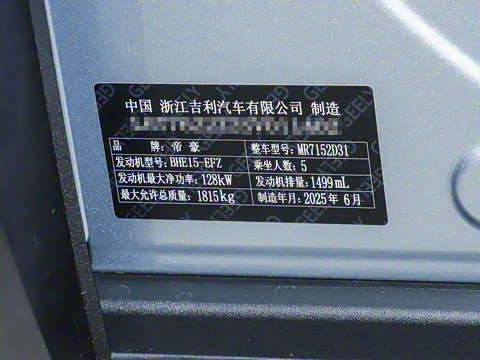 中国 浙江吉利汽车有限公司 制造
品 牌: 帝豪 整车型号: MR7152D31
发动机型号: BHE15-EFZ 乘坐人数: 5
发动机最大净功率: 128kW 发动机排量: 1499mL
最大允许总质量: 1815kg 制造年月: 2025年 6月